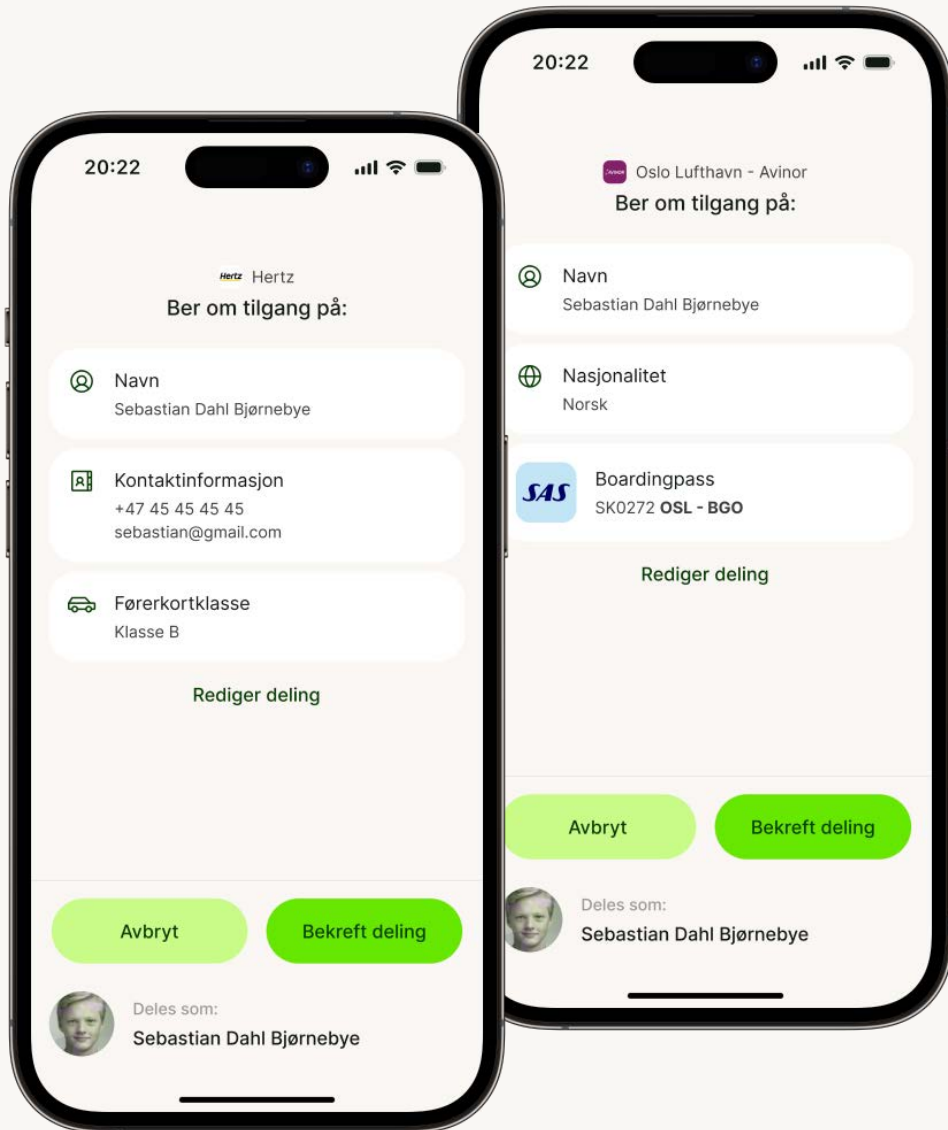 20:22
Hertz Hertz
Ber om tilgang på:
Navn
Sebastian Dahl Bjørnebye
Kontaktinformasjon
+47 45 45 45 45
sebastian@gmail.com
Førerkortklasse
Klasse B
Rediger deling
Avbryt
Bekreft deling
Deles som:
Sebastian Dahl Bjørnebye
20:22
AVINOR Oslo Lufthavn - Avinor
Ber om tilgang på:
Navn
Sebastian Dahl Bjørnebye
Nasjonalitet
Norsk
SAS
Boardingpass
SK0272 OSL - BGO
Rediger deling
Avbryt
Bekreft deling
Deles som:
Sebastian Dahl Bjørnebye